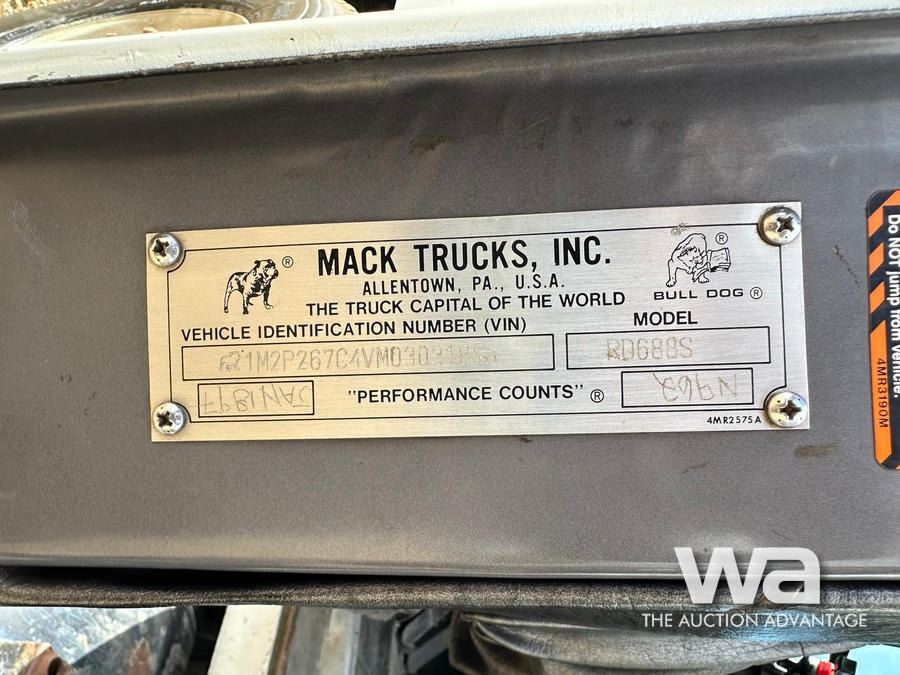 MACK TRUCKS, INC.
ALLENTOWN, PA., U.S.A.
THE TRUCK CAPITAL OF THE WORLD
® ®
BULL DOG ®
VEHICLE IDENTIFICATION NUMBER (VIN)
MODEL
RD688S
JAN1897
"PERFORMANCE COUNTS" ®
4MR2575A
Do NOT jump from vehicle.
4MR3190M
wa
THE AUCTION ADVANTAGE